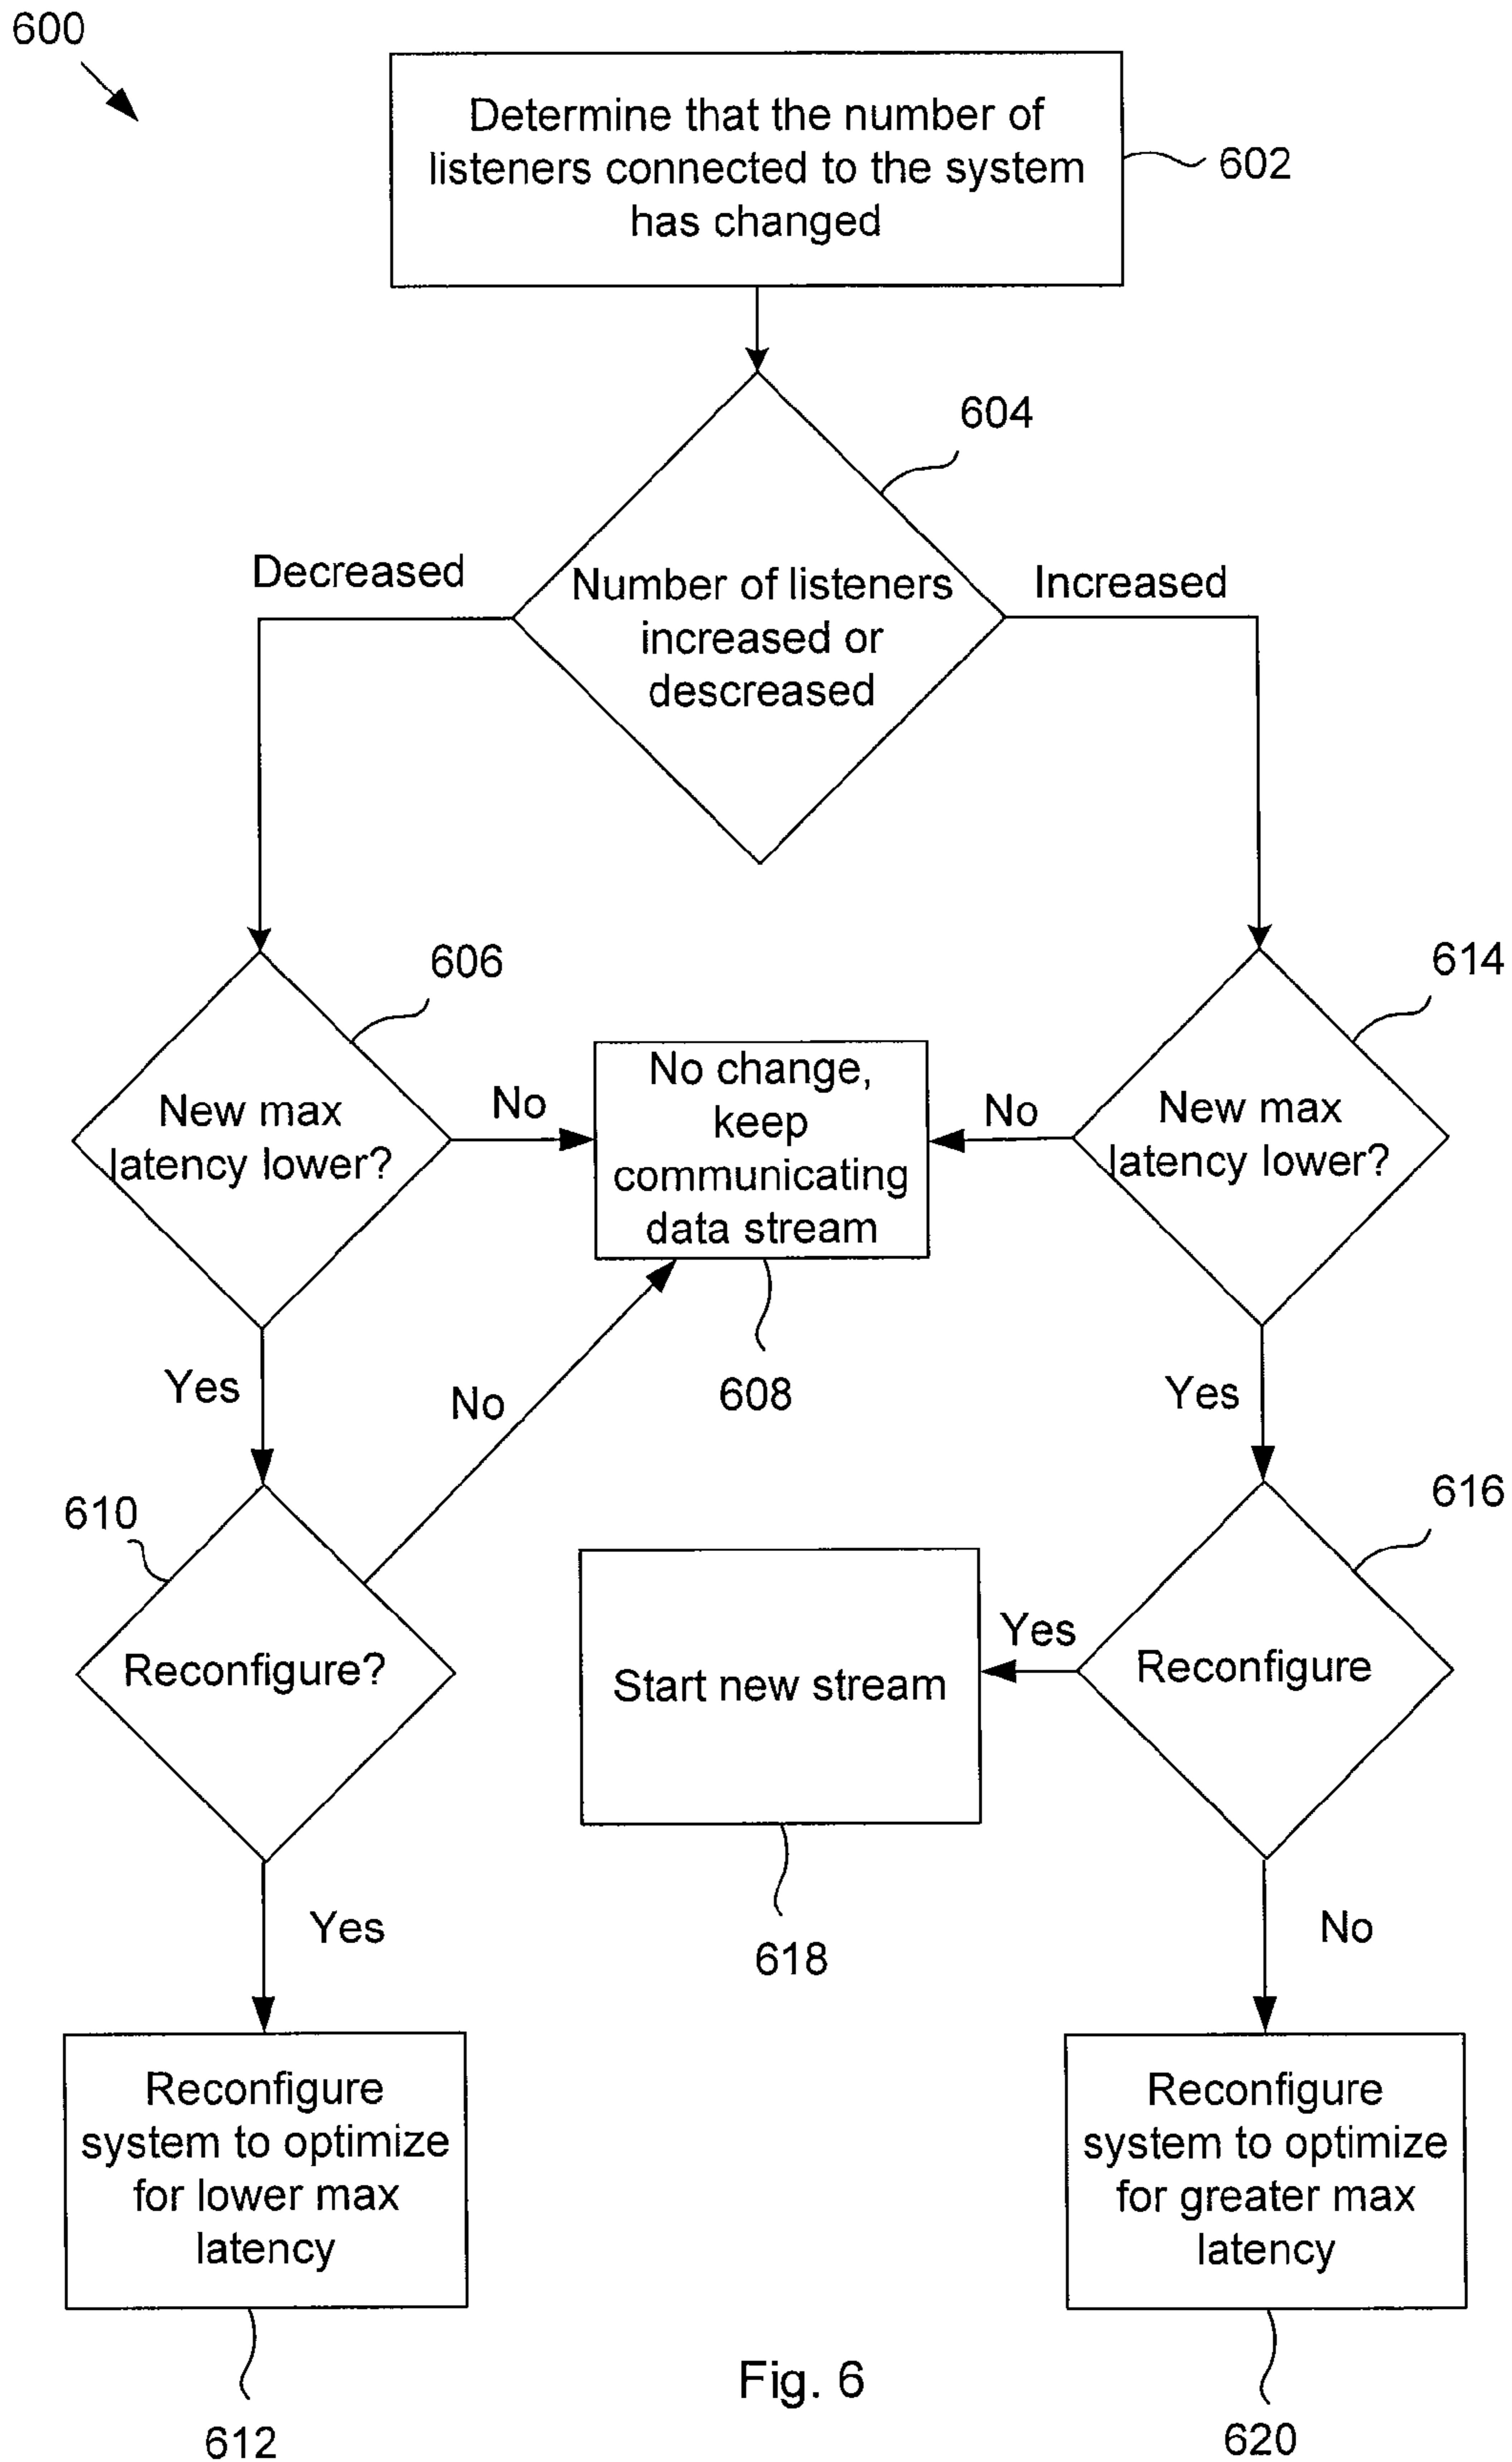 600
Determine that the number of
listeners connected to the system
has changed
602
604
Decreased
Number of listeners
increased or
descreased
Increased
606
614
New max
latency lower?
No
No change,
keep
communicating
data stream
No
New max
latency lower?
Yes
No
608
Yes
610
616
Reconfigure?
Start new stream
Yes
Reconfigure
Yes
618
No
Reconfigure
system to optimize
for lower max
latency
Reconfigure
system to optimize
for greater max
latency
Fig. 6
612
620